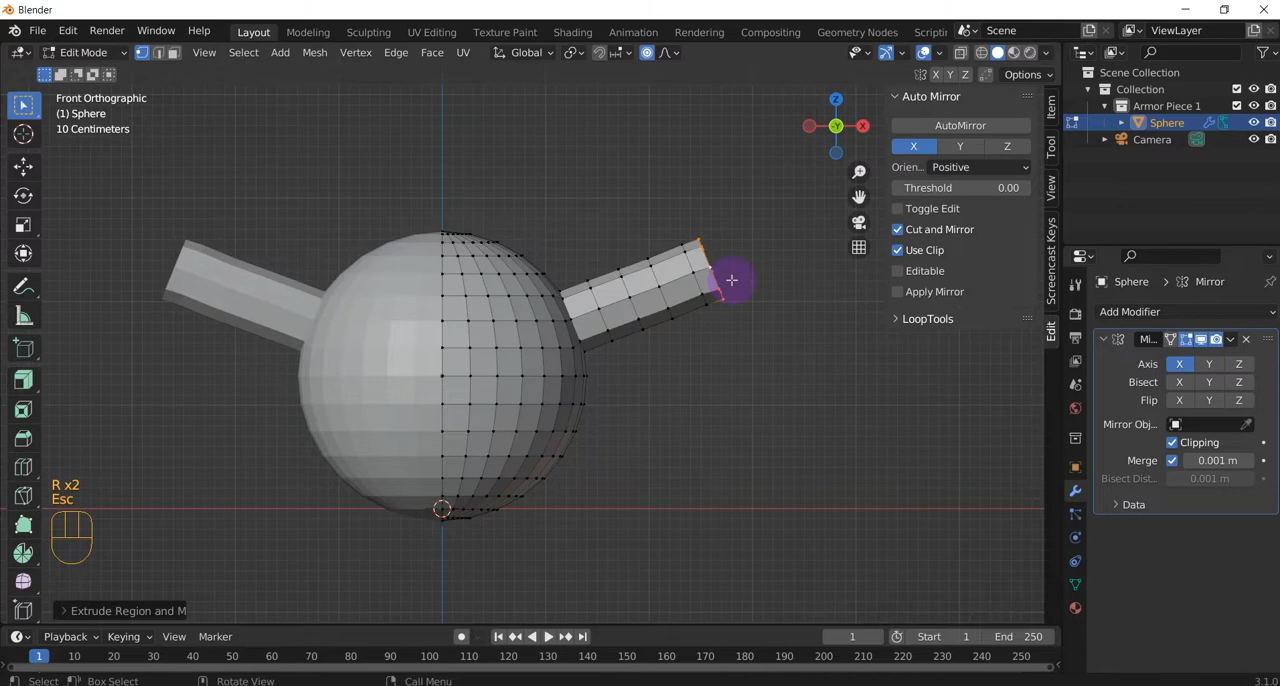 Blender
File Edit Render Window Help Layout Modeling Sculpting UV Editing Texture Paint Shading Animation Rendering Compositing Geometry Nodes Scriptin Scene ViewLayer
Edit Mode View Select Add Mesh Vertex Edge Face UV Global
X Y Z Options
Front Orthographic
(1) Sphere
10 Centimeters
Z
X
-Y
Auto Mirror
AutoMirror
X Y Z
Orien... Positive
Threshold 0.00
Toggle Edit
Cut and Mirror
Use Clip
Editable
Apply Mirror
LoopTools
Item
Tool
View
Screencast Keys
Edit
Scene Collection
Collection
Armor Piece 1
Sphere
Camera
Sphere Mirror
Add Modifier
Mi...
Axis X Y Z
Bisect X Y Z
Flip X Y Z
Mirror Obj...
Clipping
Merge 0.001 m
Bisect Dist... 0.001 m
Data
R x2
Esc
Extrude Region and M
Playback Keying View Marker 1 Start 1 End 250
1 10 20 30 40 50 60 70 80 90 100 110 120 130 140 150 160 170 180 190 200 210 220 230 240 250
Select Box Select Rotate View Call Menu 3.1.0